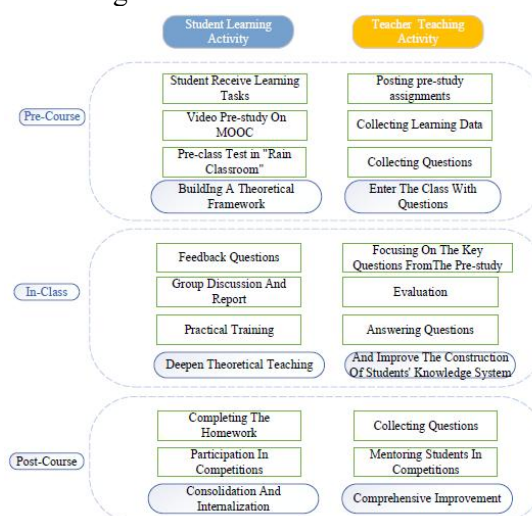 Student Learning
Activity
Teacher Teaching
Activity
Pre-Course
Student Receive Learning
Tasks
Posting pre-study
assignments
Video Pre-study On
MOOC
Collecting Learning Data
Pre-class Test in "Rain
Classroom"
Collecting Questions
BuildIng A Theoretical
Framework
Enter The Class With
Questions
In-Class
Feedback Questions
Focusing On The Key
Questions FromThe Pre-study
Group Discussion And
Report
Evaluation
Practical Training
Answering Questions
Deepen Theoretical Teaching
And Improve The Construction
Of Students' Knowledge System
Post-Course
Completing The
Homework
Collecting Questions
Participation In
Competitions
Mentoring Students In
Competitions
Consolidation And
Internalization
Comprehensive Improvement